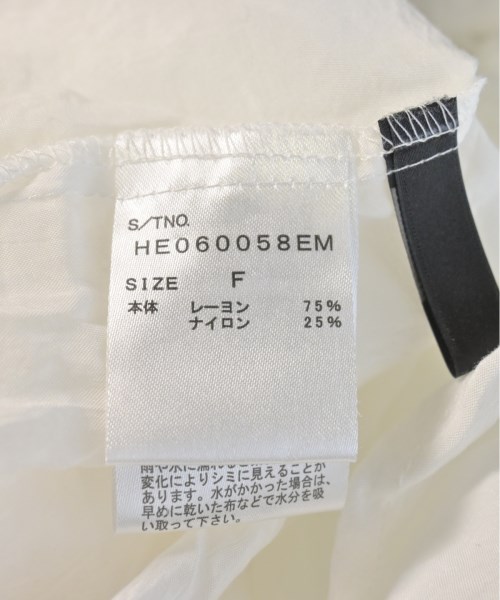 S/TNO.
HE060058EM
SIZE F
本体 レーヨン 75%
ナイロン 25%
変化によりシミに見えることが
あります。水がかかった場合は、
早めに乾いた布などで水分を吸
い取って下さい。